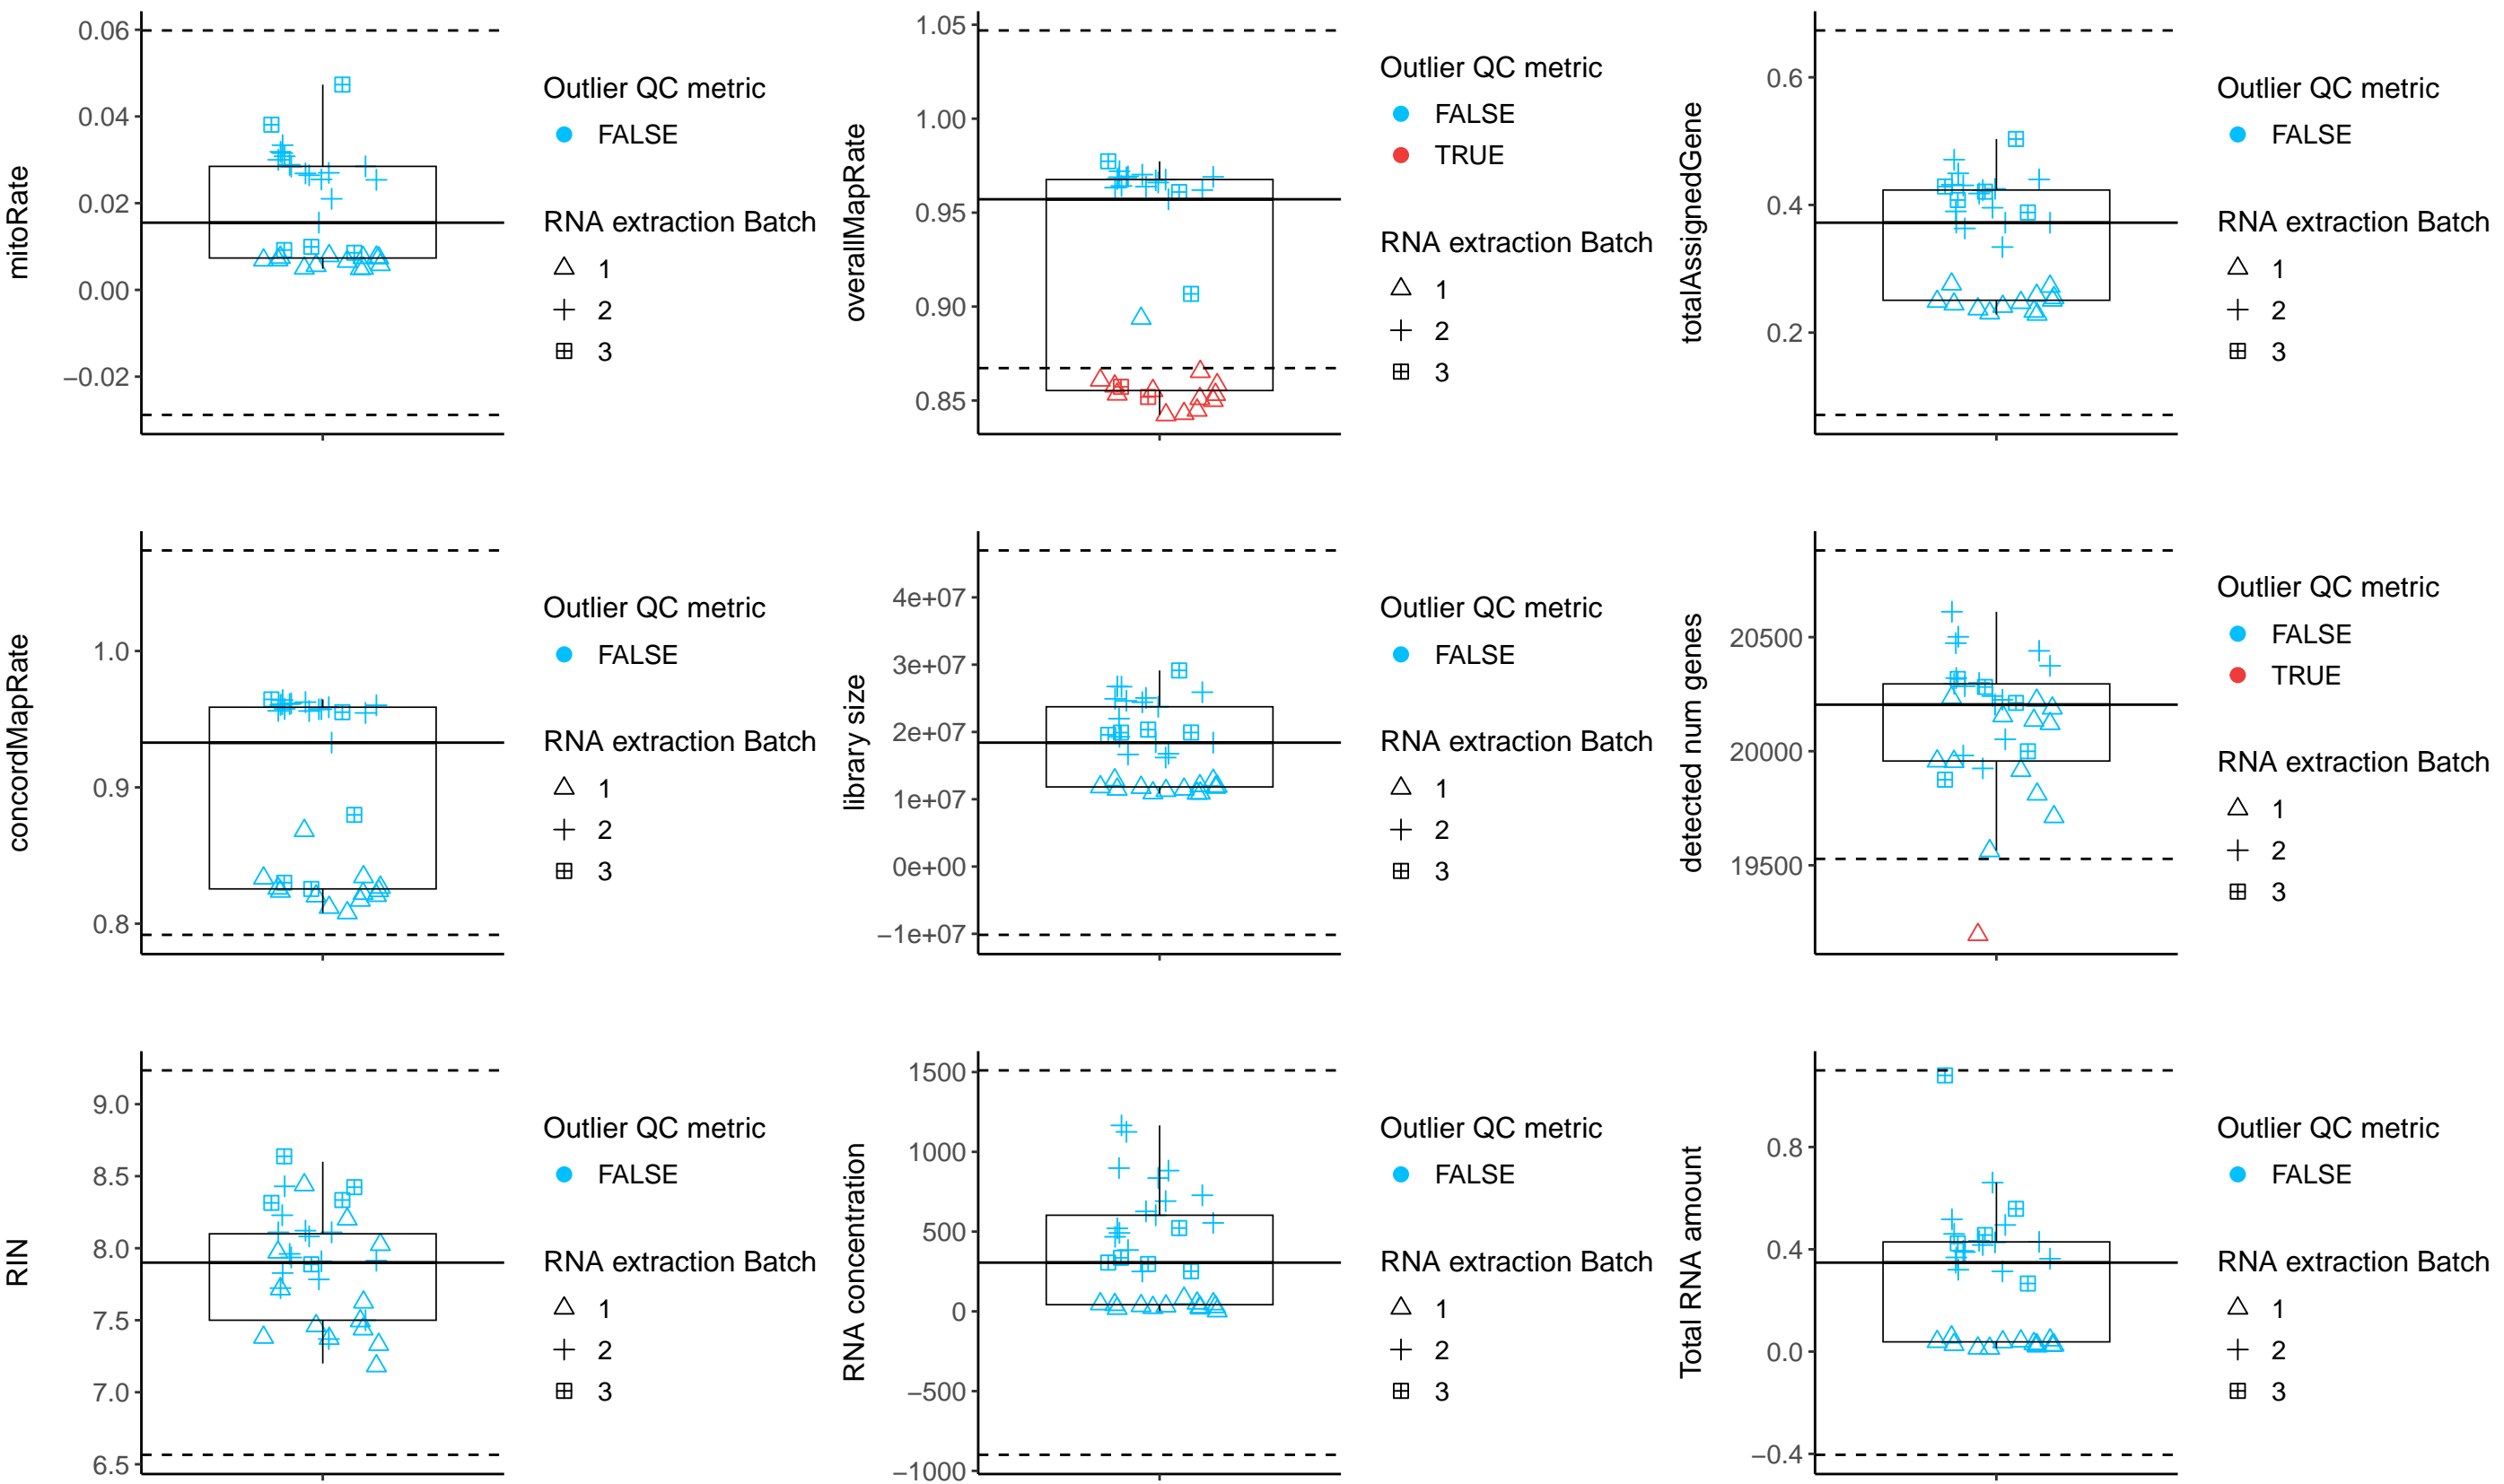 mitoRate
0.06
0.04
0.02
0.00
−0.02
Outlier QC metric
FALSE
RNA extraction Batch
1
2
3
overallMapRate
1.05
1.00
0.95
0.90
0.85
Outlier QC metric
FALSE
TRUE
RNA extraction Batch
1
2
3
totalAssignedGene
0.6
0.4
0.2
Outlier QC metric
FALSE
RNA extraction Batch
1
2
3
concordMapRate
1.0
0.9
0.8
Outlier QC metric
FALSE
RNA extraction Batch
1
2
3
library size
4e+07
3e+07
2e+07
1e+07
0e+00
−1e+07
Outlier QC metric
FALSE
RNA extraction Batch
1
2
3
detected num genes
20500
20000
19500
Outlier QC metric
FALSE
TRUE
RNA extraction Batch
1
2
3
RIN
9.0
8.5
8.0
7.5
7.0
6.5
Outlier QC metric
FALSE
RNA extraction Batch
1
2
3
RNA concentration
1500
1000
500
0
−500
−1000
Outlier QC metric
FALSE
RNA extraction Batch
1
2
3
Total RNA amount
0.8
0.4
0.0
−0.4
Outlier QC metric
FALSE
RNA extraction Batch
1
2
3